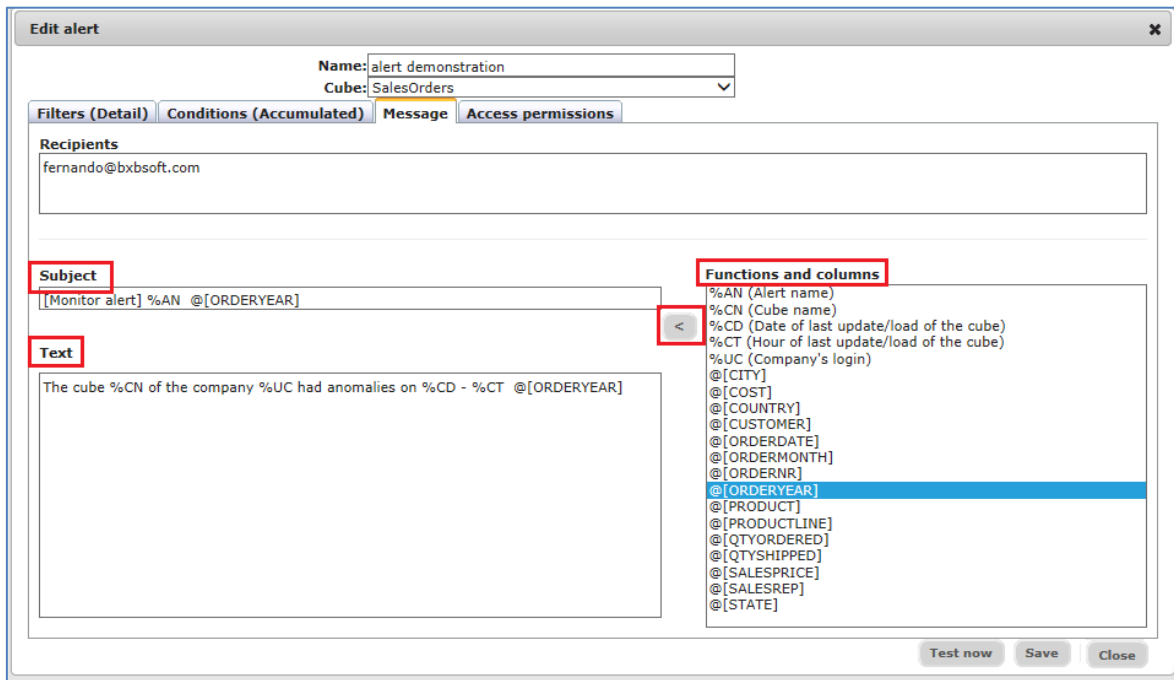 Edit alert
Name: alert demonstration
Cube: SalesOrders
Filters (Detail) Conditions (Accumulated) Message Access permissions
Recipients
fernando@bxbsoft.com
Subject
[Monitor alert] %AN @[ORDERYEAR]
<
Text
The cube %CN of the company %UC had anomalies on %CD - %CT @[ORDERYEAR]
Functions and columns
%AN (Alert name)
%CN (Cube name)
%CD (Date of last update/load of the cube)
%CT (Hour of last update/load of the cube)
%UC (Company's login)
@[CITY]
@[COST]
@[COUNTRY]
@[CUSTOMER]
@[ORDERDATE]
@[ORDERMONTH]
@[ORDERNR]
@[ORDERYEAR]
@[PRODUCT]
@[PRODUCTLINE]
@[QTYORDERED]
@[QTYSHIPPED]
@[SALESPRICE]
@[SALESREP]
@[STATE]
Test now Save Close